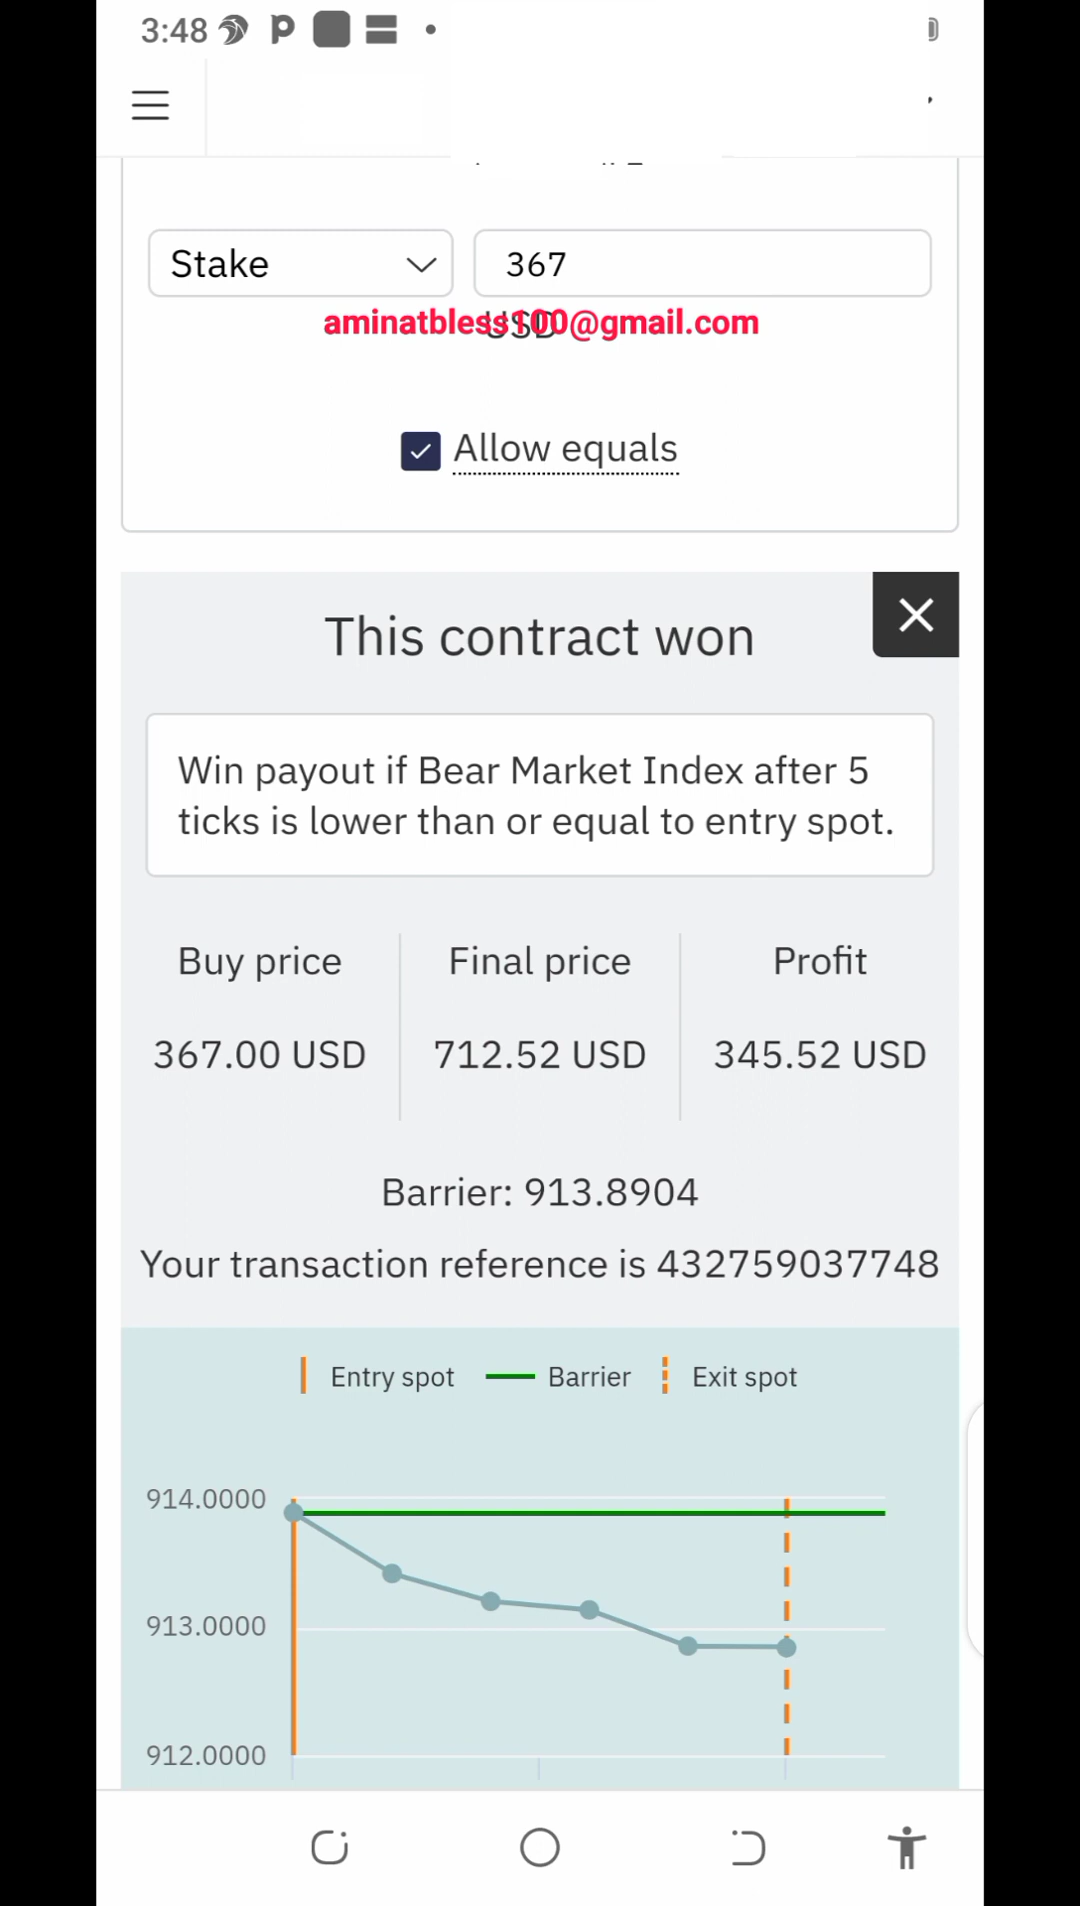 3:48
Stake
367
USD
aminatbless100@gmail.com
Allow equals
This contract won
Win payout if Bear Market Index after 5
ticks is lower than or equal to entry spot.
Buy price Final price Profit
367.00 USD 712.52 USD 345.52 USD
Barrier: 913.8904
Your transaction reference is 432759037748
Entry spot Barrier Exit spot
914.0000
913.0000
912.0000